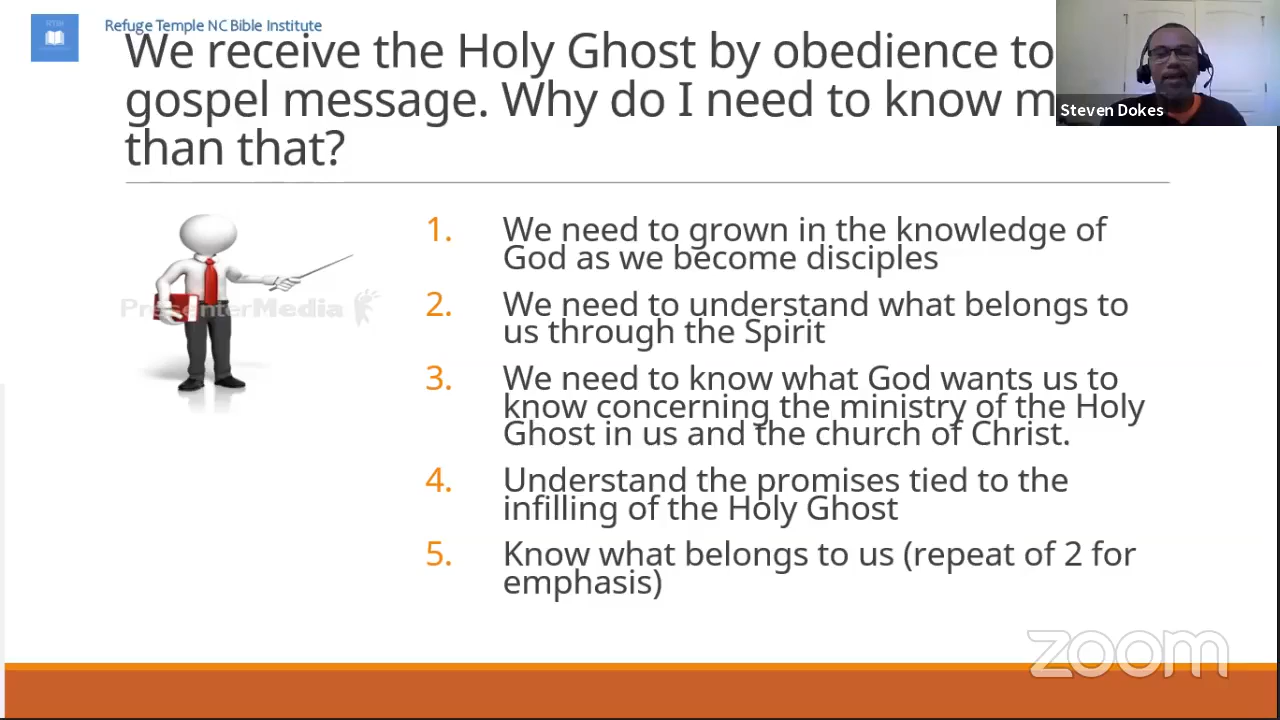 RTBI
Refuge Temple NC Bible Institute
We receive the Holy Ghost by obedience to
gospel message. Why do I need to know m
than that?
Steven Dokes
PresenterMedia
1. We need to grown in the knowledge of
God as we become disciples
2. We need to understand what belongs to
us through the Spirit
3. We need to know what God wants us to
know concerning the ministry of the Holy
Ghost in us and the church of Christ.
4. Understand the promises tied to the
infilling of the Holy Ghost
5. Know what belongs to us (repeat of 2 for
emphasis)
zoom